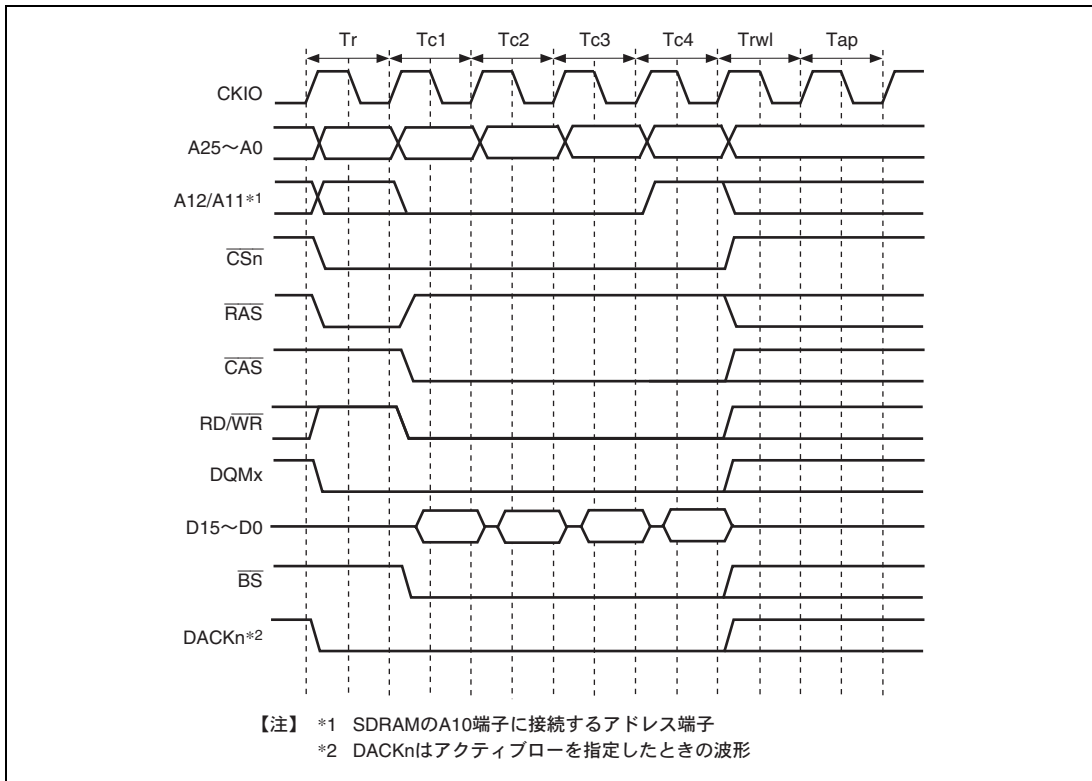 Tr Tc1 Tc2 Tc3 Tc4 Trwl Tap
CKIO
A25～A0
A12/A11*1
CSn
RAS
CAS
RD/WR
DQMx
D15～D0
BS
DACKn*2
【注】 *1 SDRAMのA10端子に接続するアドレス端子
*2 DACKnはアクティブローを指定したときの波形